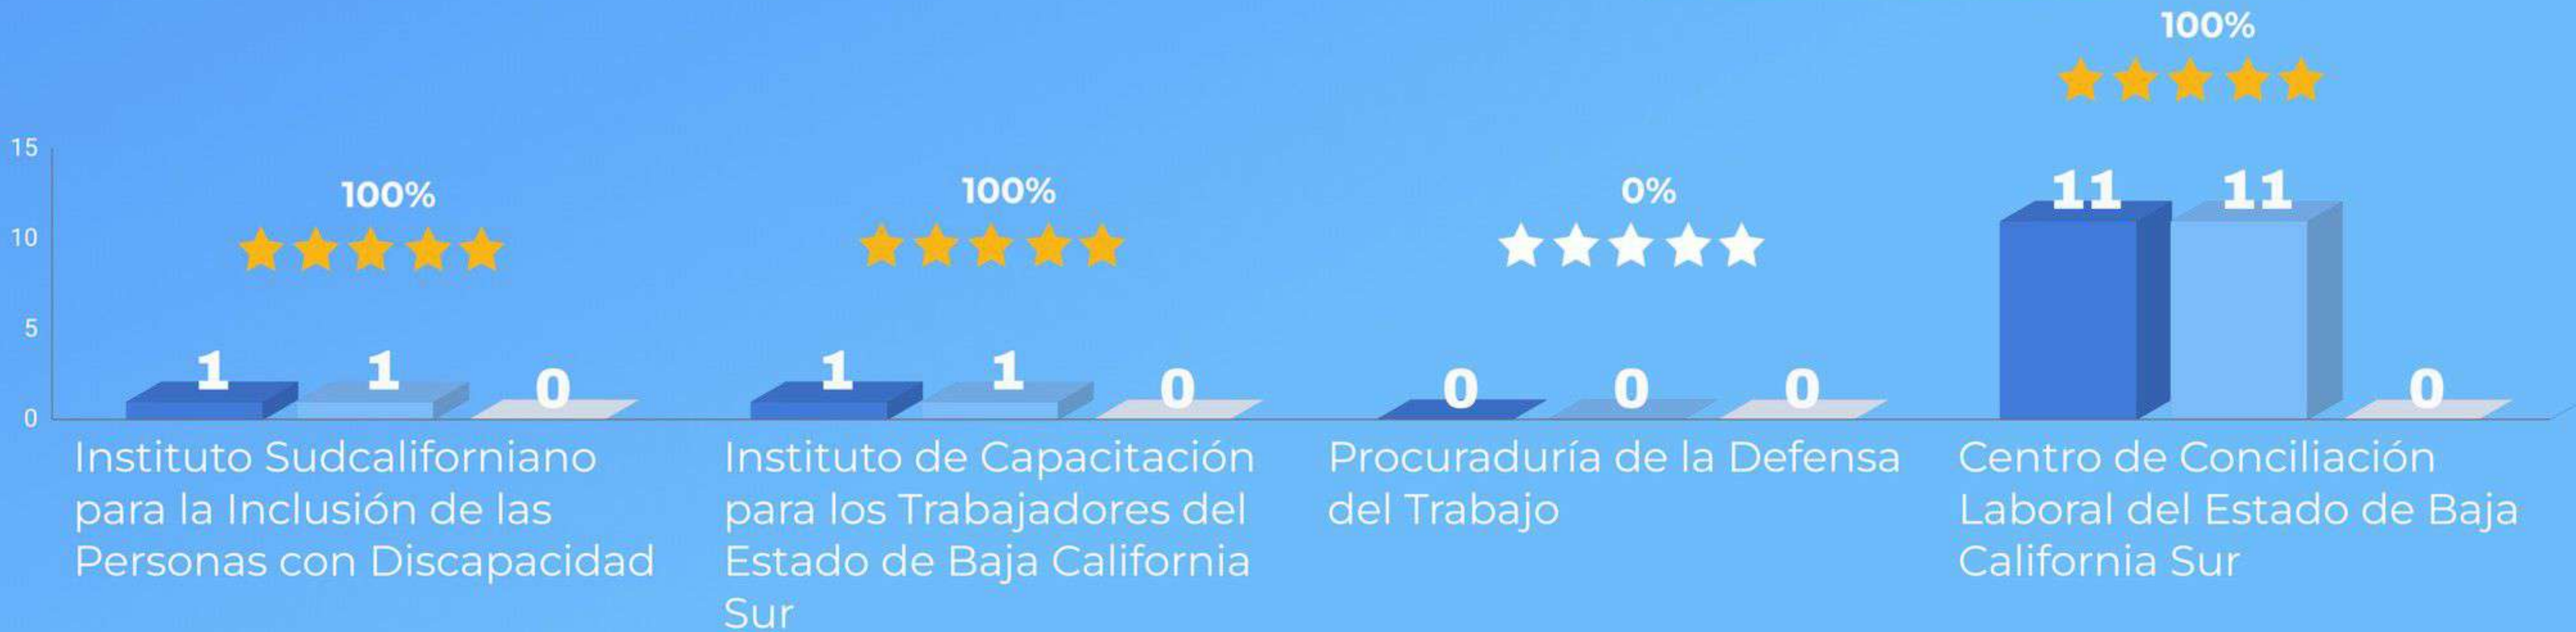 100%
15
100%
100%
0%
11 11
10
5
1 1 0
1 1 0
0 0 0
0
0
Instituto Sudcaliforniano
para la Inclusión de las
Personas con Discapacidad
Instituto de Capacitación
para los Trabajadores del
Estado de Baja California
Sur
Procuraduría de la Defensa
del Trabajo
Centro de Conciliación
Laboral del Estado de Baja
California Sur